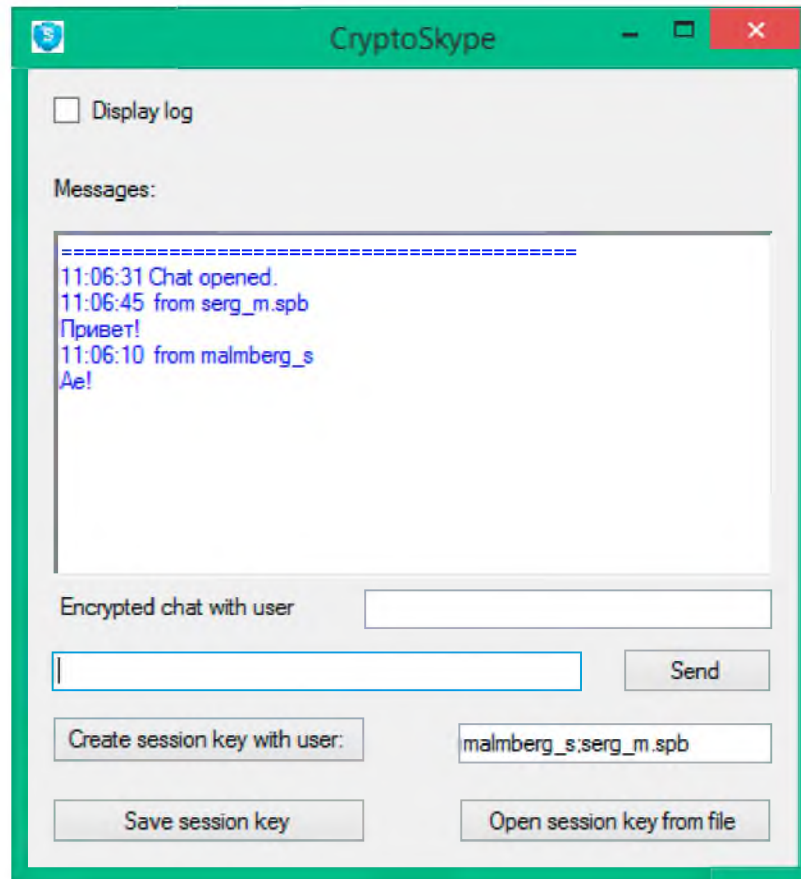 CryptoSkype
Display log
Messages:
===========================================
11:06:31 Chat opened.
11:06:45 from serg_m.spb
Привет!
11:06:10 from malmberg_s
Ae!
Encrypted chat with user
Send
Create session key with user:
malmberg_s;serg_m.spb
Save session key
Open session key from file